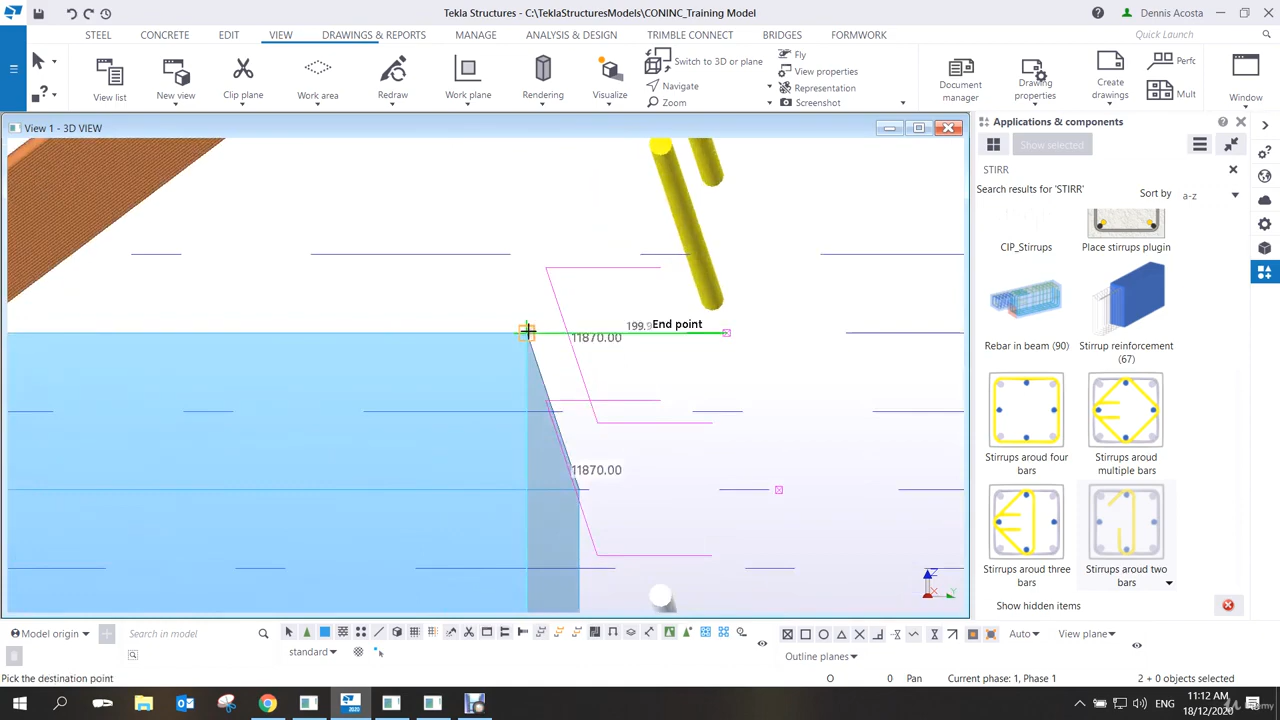 Tekla Structures - C:\TeklaStructuresModels\CONINC_Training Model
Dennis Acosta
STEEL CONCRETE EDIT VIEW DRAWINGS & REPORTS MANAGE ANALYSIS & DESIGN TRIMBLE CONNECT BRIDGES FORMWORK
Quick Launch
View list
New view
Clip plane
Work area
Redraw
Work plane
Rendering
Visualize
Switch to 3D or plane
Navigate
Zoom
Fly
View properties
Representation
Screenshot
Document manager
Drawing properties
Create drawings
Perfc
Mult
Window
View 1 - 3D VIEW
Applications & components
Show selected
STIRR
Search results for 'STIRR'
Sort by a-z
CIP_Stirrups
Place stirrups plugin
Rebar in beam (90)
Stirrup reinforcement (67)
Stirrups aroud four bars
Stirrups aroud multiple bars
Stirrups aroud three bars
Stirrups aroud two bars
Show hidden items
End point
11870.00
11870.00
Z
X
Y
Model origin
Search in model
standard
Auto
View plane
Outline planes
Pick the destination point
O 0 Pan Current phase: 1, Phase 1 2 + 0 objects selected
ENG
11:12 AM
18/12/2020